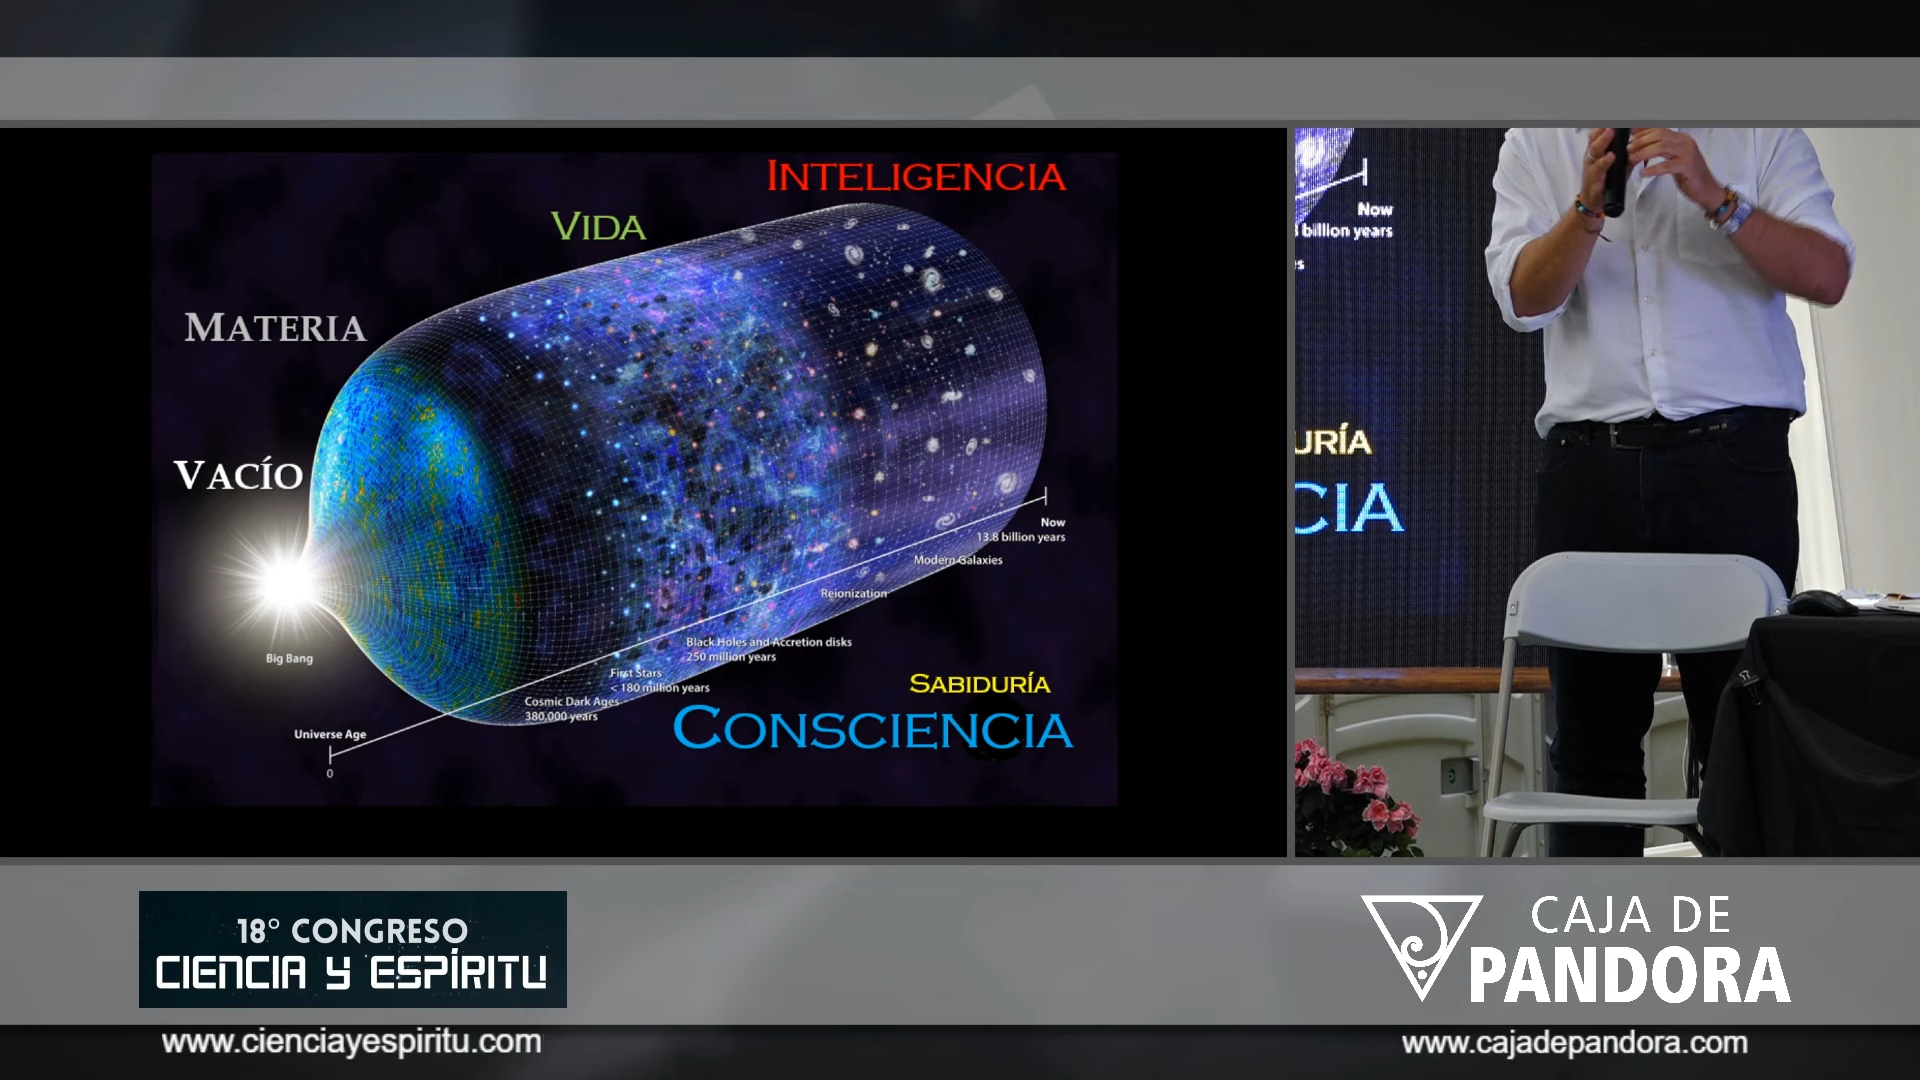 INTELIGENCIA
VIDA
MATERIA
VACÍO
Now
13.8 billion years
Modern Galaxies
Reionization
Black Holes and Accretion disks
250 million years
First Stars
< 180 million years
Cosmic Dark Ages
380,000 years
Big Bang
Universe Age
0
SABIDURÍA
CONSCIENCIA
Now
billion years
URÍA
CIA
18° CONGRESO
CIENCIA Y ESPÍRITU
www.cienciayespiritu.com
CAJA DE
PANDORA
www.cajadepandora.com